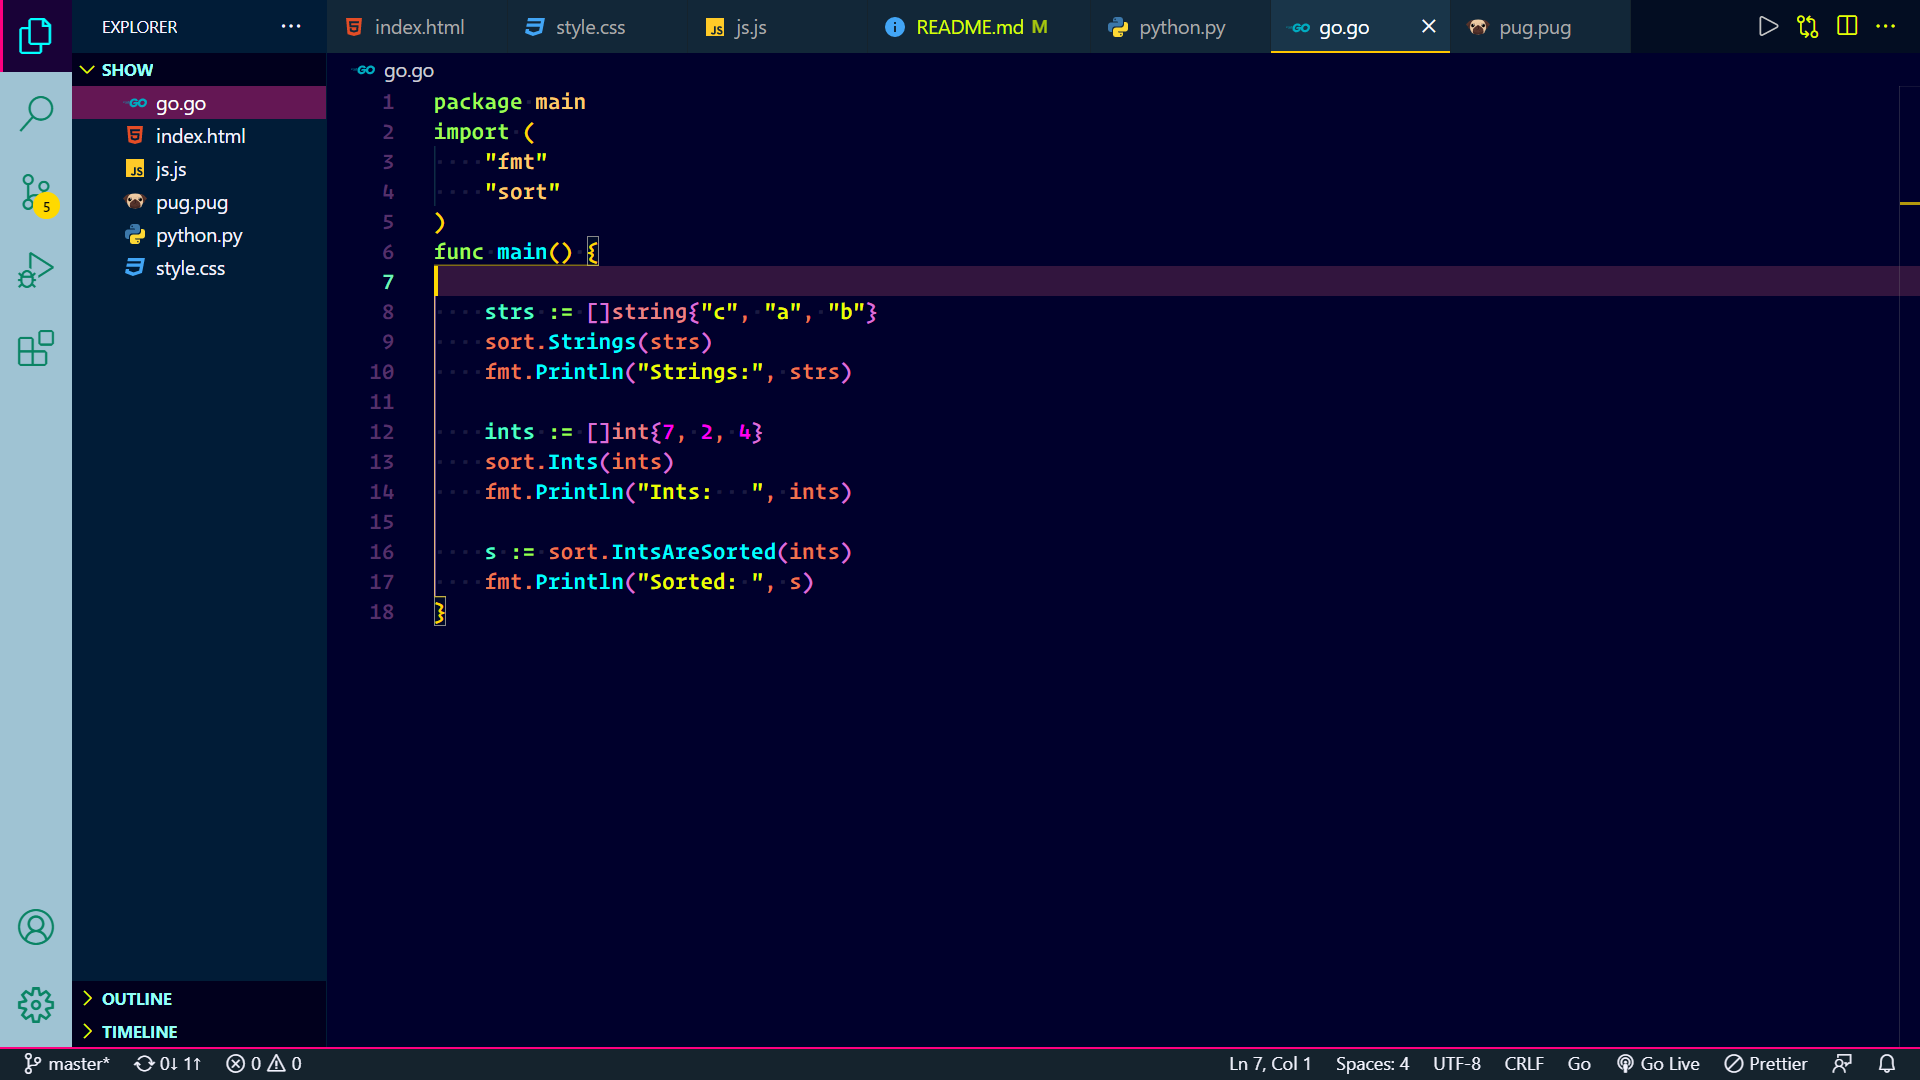 EXPLORER ···
index.html
style.css
JS js.js
README.md M
python.py
GO go.go
pug.pug
SHOW
GO go.go
index.html
JS js.js
pug.pug
python.py
style.css
5
OUTLINE
TIMELINE
GO go.go
1 package main
2 import (
3 "fmt"
4 "sort"
5 )
6 func main() {
7
8 strs := []string{"c", "a", "b"}
9 sort.Strings(strs)
10 fmt.Println("Strings:", strs)
11
12 ints := []int{7, 2, 4}
13 sort.Ints(ints)
14 fmt.Println("Ints:   ", ints)
15
16 s := sort.IntsAreSorted(ints)
17 fmt.Println("Sorted: ", s)
18 }
master* 0↓ 1↑ 0 0 Ln 7, Col 1 Spaces: 4 UTF-8 CRLF Go Go Live Prettier